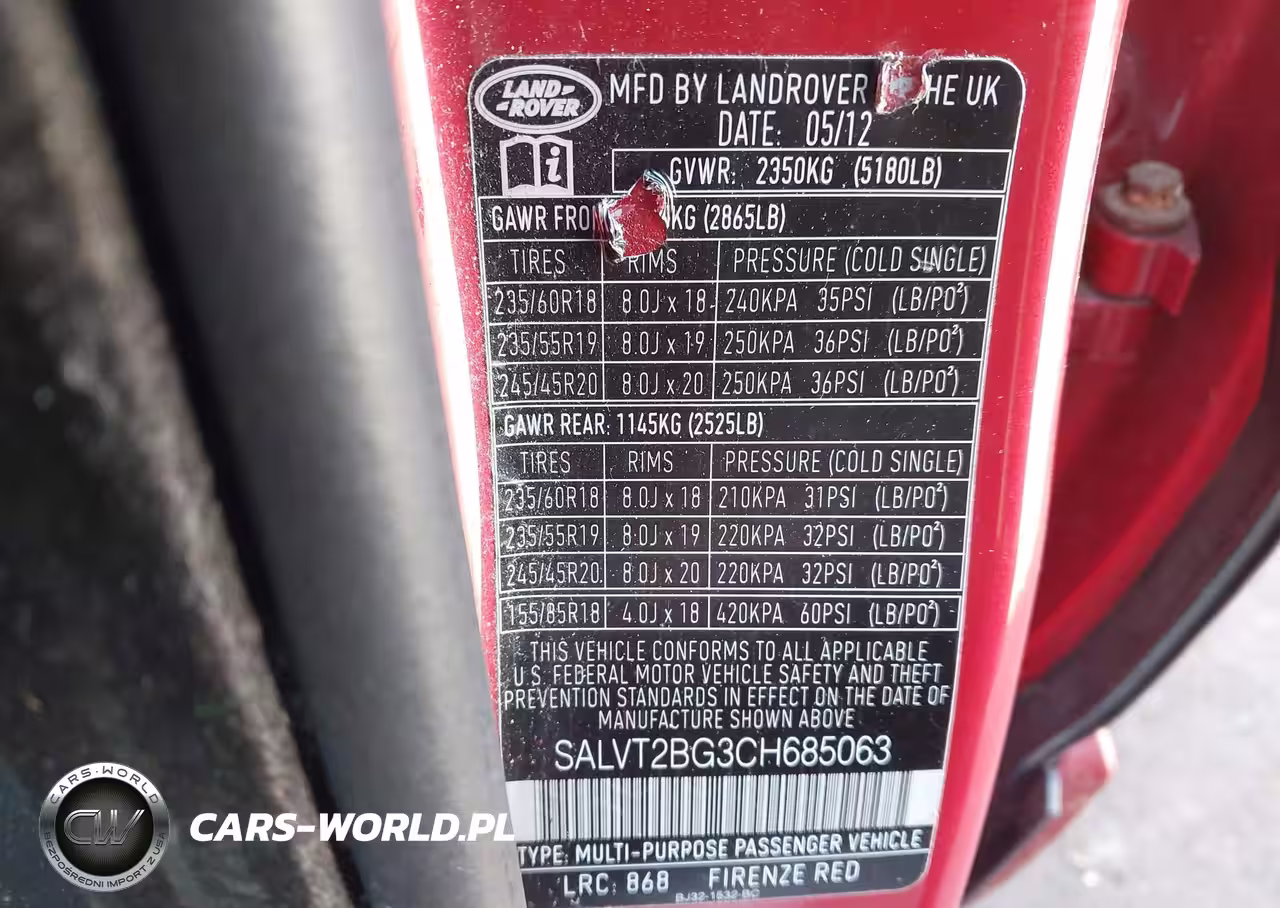 LAND-
-ROVER
MFD BY LANDROVER HE UK
DATE: 05/12
i
GVWR: 2350KG (5180LB)
GAWR KG (2865LB)
TIRES RIMS PRESSURE (COLD SINGLE)
235/60R18 8.0J x 18 240KPA 35PSI (LB/PO²)
235/55R19 8.0J x 19 250KPA 36PSI (LB/PO²)
245/45R20 8.0J x 20 250KPA 36PSI (LB/PO²)
GAWR REAR: 1145KG (2525LB)
TIRES RIMS PRESSURE (COLD SINGLE)
235/60R18 8.0J x 18 210KPA 31PSI (LB/PO²)
235/55R19 8.0J x 19 220KPA 32PSI (LB/PO²)
245/45R20 8.0J x 20 220KPA 32PSI (LB/PO²)
155/85R18 4.0J x 18 420KPA 60PSI (LB/PO²)
THIS VEHICLE CONFORMS TO ALL APPLICABLE
U.S. FEDERAL MOTOR VEHICLE SAFETY AND THEFT
PREVENTION STANDARDS IN EFFECT ON THE DATE OF
MANUFACTURE SHOWN ABOVE
SALVT2BG3CH685063
TYPE: MULTI-PURPOSE PASSENGER VEHICLE
LRC: 868 FIRENZE RED
CARS-WORLD
CW
BEZPOŚREDNI IMPORT Z USA
CARS-WORLD.PL